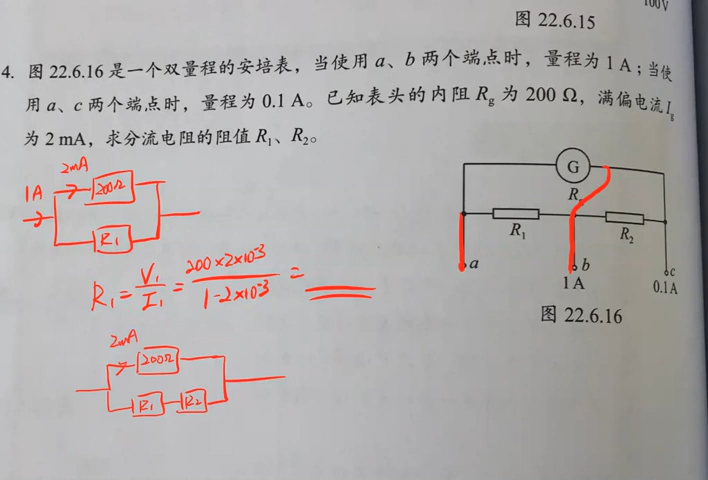 100V
图 22.6.15
4. 图 22.6.16 是一个双量程的安培表，当使用 a、b 两个端点时，量程为 1 A；当使
用 a、c 两个端点时，量程为 0.1 A。已知表头的内阻 Rg 为 200 Ω，满偏电流 Ig
为 2 mA，求分流电阻的阻值 R₁、R₂。
2mA
1A
200Ω
R₁
G
R
R₁
R₂
a
b
c
1 A
0.1 A
图 22.6.16
R₁ = V₁/I₁ = 200×2×10⁻³/1-2×10⁻³ =
2mA
200Ω
R₁
R₂